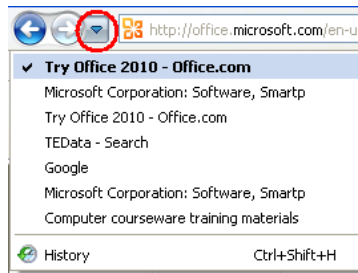 http://office.microsoft.com/en-u
Try Office 2010 - Office.com
Microsoft Corporation: Software, Smartp
Try Office 2010 - Office.com
TEData - Search
Google
Microsoft Corporation: Software, Smartp
Computer courseware training materials
History Ctrl+Shift+H